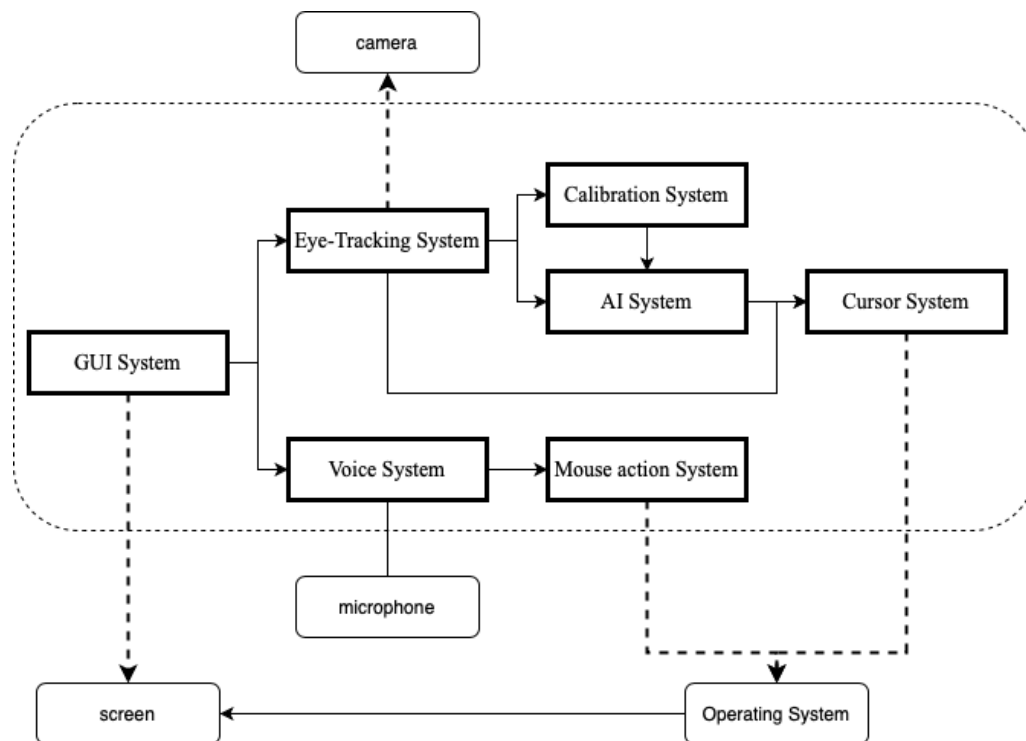 camera
Calibration System
Eye-Tracking System
AI System
Cursor System
GUI System
Voice System
Mouse action System
microphone
screen
Operating System